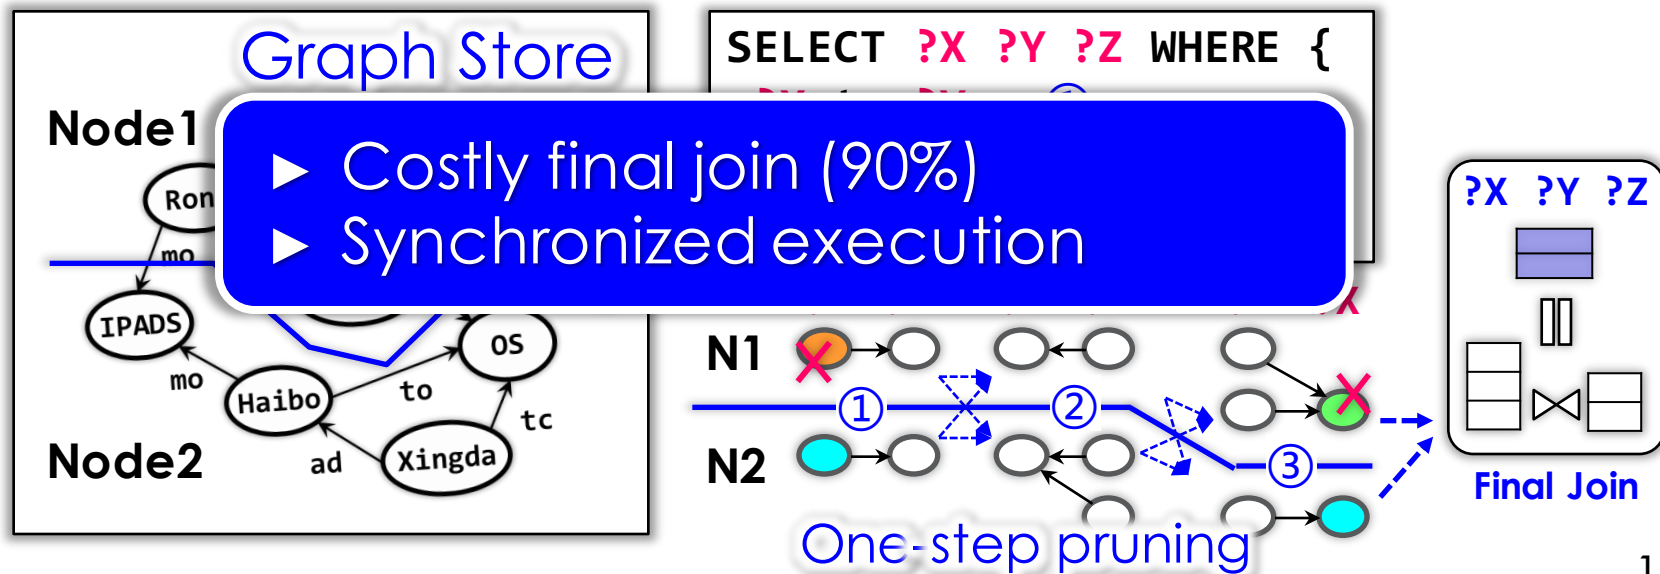 Graph Store
Node1
Ron
mo
IPADS
OS
mo
Haibo
to
tc
ad
Xingda
Node2
SELECT ?X ?Y ?Z WHERE {
► Costly final join (90%)
► Synchronized execution
N1
① ② ③
N2
One-step pruning
?X ?Y ?Z
Final Join
1